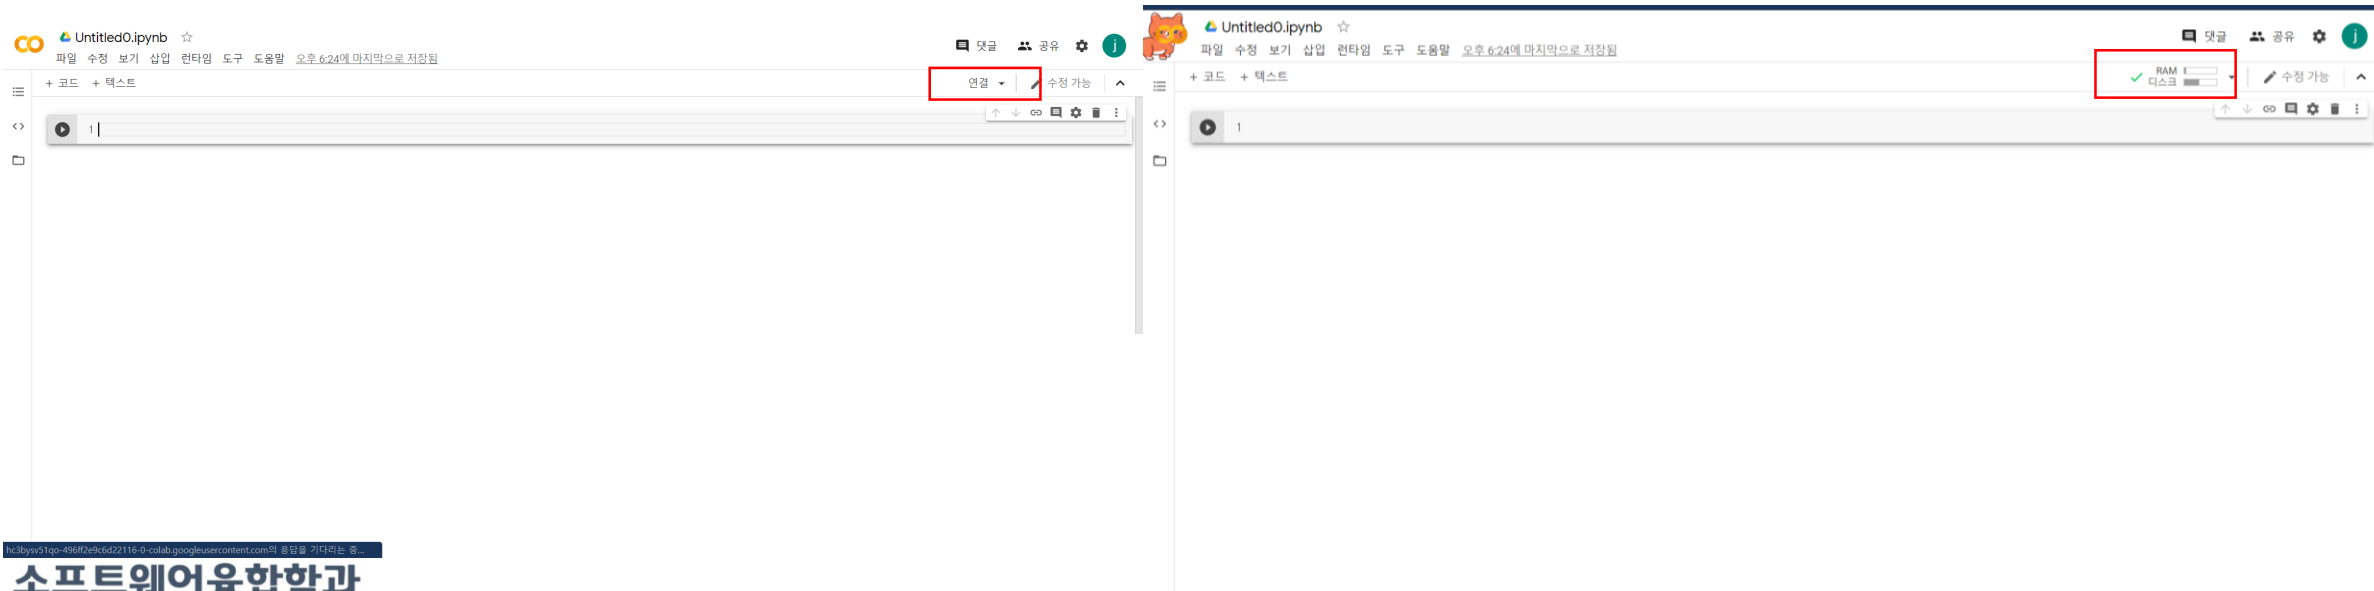 Untitled0.ipynb
파일 수정 보기 삽입 런타임 도구 도움말 오후 6:24에 마지막으로 저장됨
댓글 공유 j
+ 코드 + 텍스트
연결 수정 가능
1
hc3bysv51qo-496ff2e9c6d22116-0-colab.googleusercontent.com의 응답을 기다리는 중...
소프트웨어융합학과
Untitled0.ipynb
파일 수정 보기 삽입 런타임 도구 도움말 오후 6:24에 마지막으로 저장됨
댓글 공유 j
+ 코드 + 텍스트
RAM
디스크
수정 가능
1